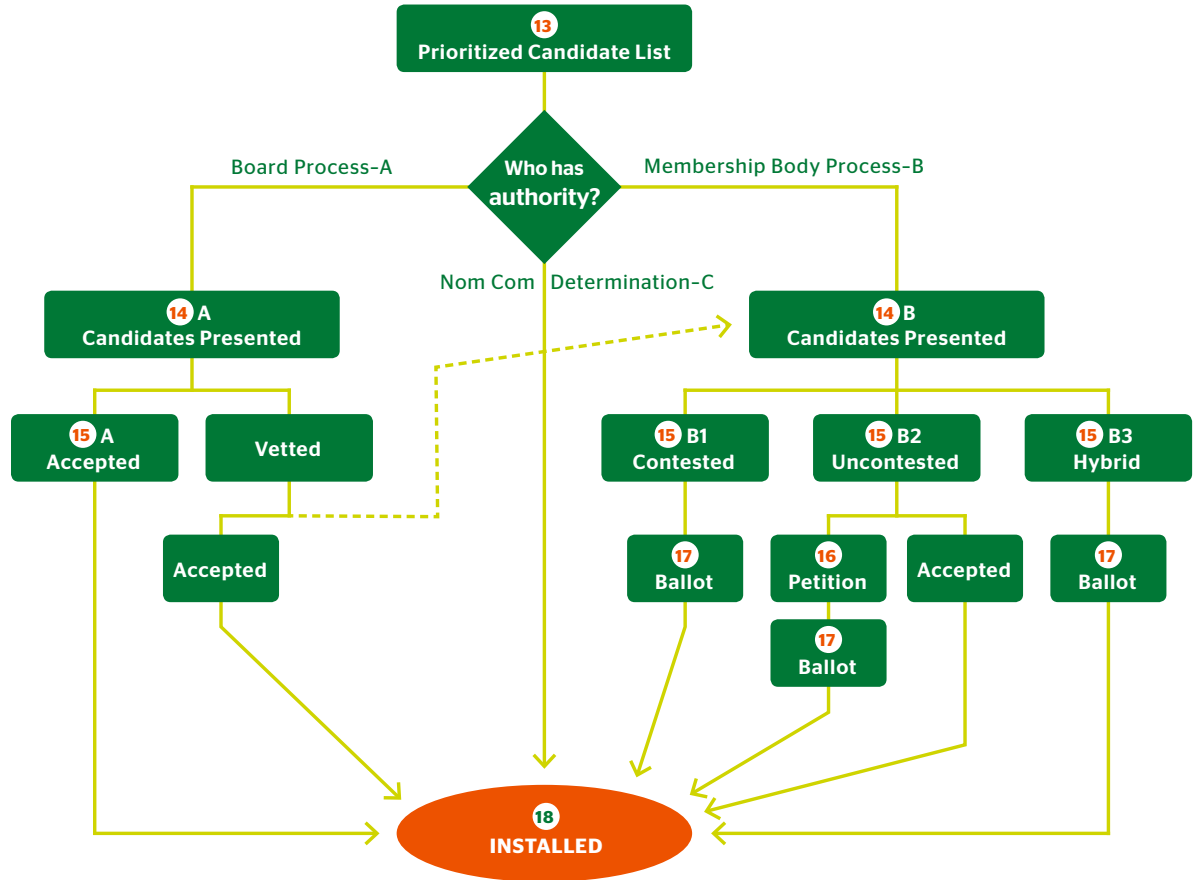 13
Prioritized Candidate List
Who has
authority?
Board Process–A
Membership Body Process–B
Nom Com Determination–C
14 A
Candidates Presented
14 B
Candidates Presented
15 A
Accepted
Vetted
15 B1
Contested
15 B2
Uncontested
15 B3
Hybrid
Accepted
17
Ballot
16
Petition
Accepted
17
Ballot
17
Ballot
18
INSTALLED